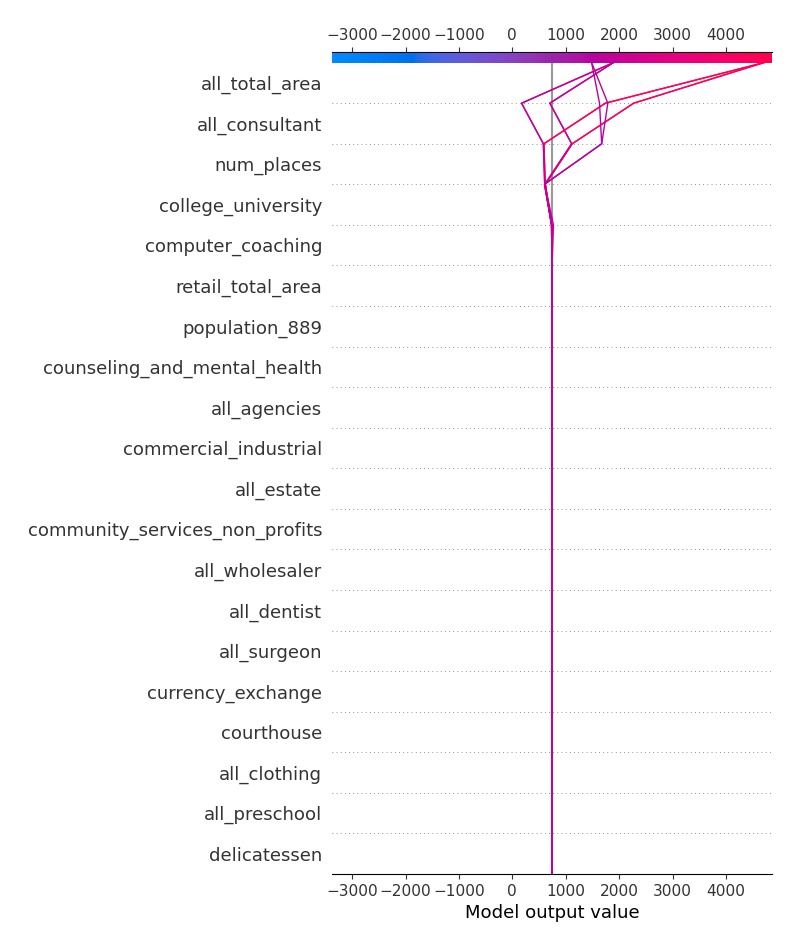 −3000 −2000 −1000 0 1000 2000 3000 4000
all_total_area
all_consultant
num_places
college_university
computer_coaching
retail_total_area
population_889
counseling_and_mental_health
all_agencies
commercial_industrial
all_estate
community_services_non_profits
all_wholesaler
all_dentist
all_surgeon
currency_exchange
courthouse
all_clothing
all_preschool
delicatessen
−3000 −2000 −1000 0 1000 2000 3000 4000
Model output value